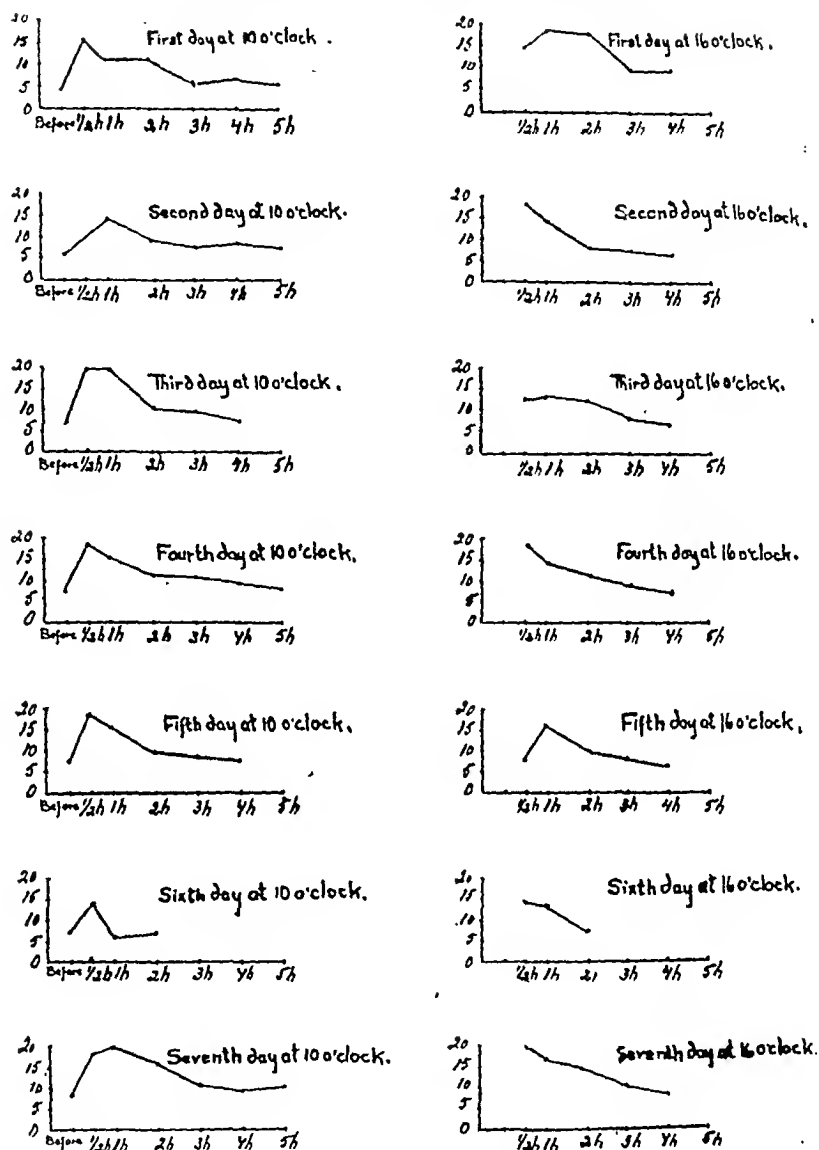 20
15
10
5
0
First day at 10 o'clock.
Before ½h 1h 2h 3h 4h 5h
20
15
10
5
0
First day at 16 o'clock.
½h 1h 2h 3h 4h 5h
20
15
10
5
0
Second day at 10 o'clock.
Before ½h 1h 2h 3h 4h 5h
20
15
10
5
0
Second day at 16 o'clock.
½h 1h 2h 3h 4h 5h
20
15
10
5
0
Third day at 10 o'clock.
Before ½h 1h 2h 3h 4h 5h
20
15
10
5
0
Third day at 16 o'clock.
½h 1h 2h 3h 4h 5h
20
15
10
5
0
Fourth day at 10 o'clock.
Before ½h 1h 2h 3h 4h 5h
20
15
10
5
0
Fourth day at 16 o'clock.
½h 1h 2h 3h 4h 5h
20
15
10
5
0
Fifth day at 10 o'clock.
Before ½h 1h 2h 3h 4h 5h
20
15
10
5
0
Fifth day at 16 o'clock.
½h 1h 2h 3h 4h 5h
20
15
10
5
0
Sixth day at 10 o'clock.
Before ½h 1h 2h 3h 4h 5h
20
15
10
5
0
Sixth day at 16 o'clock.
½h 1h 2h 3h 4h 5h
20
15
10
5
0
Seventh day at 10 o'clock.
Before ½h 1h 2h 3h 4h 5h
20
15
10
5
0
Seventh day at 16 o'clock.
½h 1h 2h 3h 4h 5h